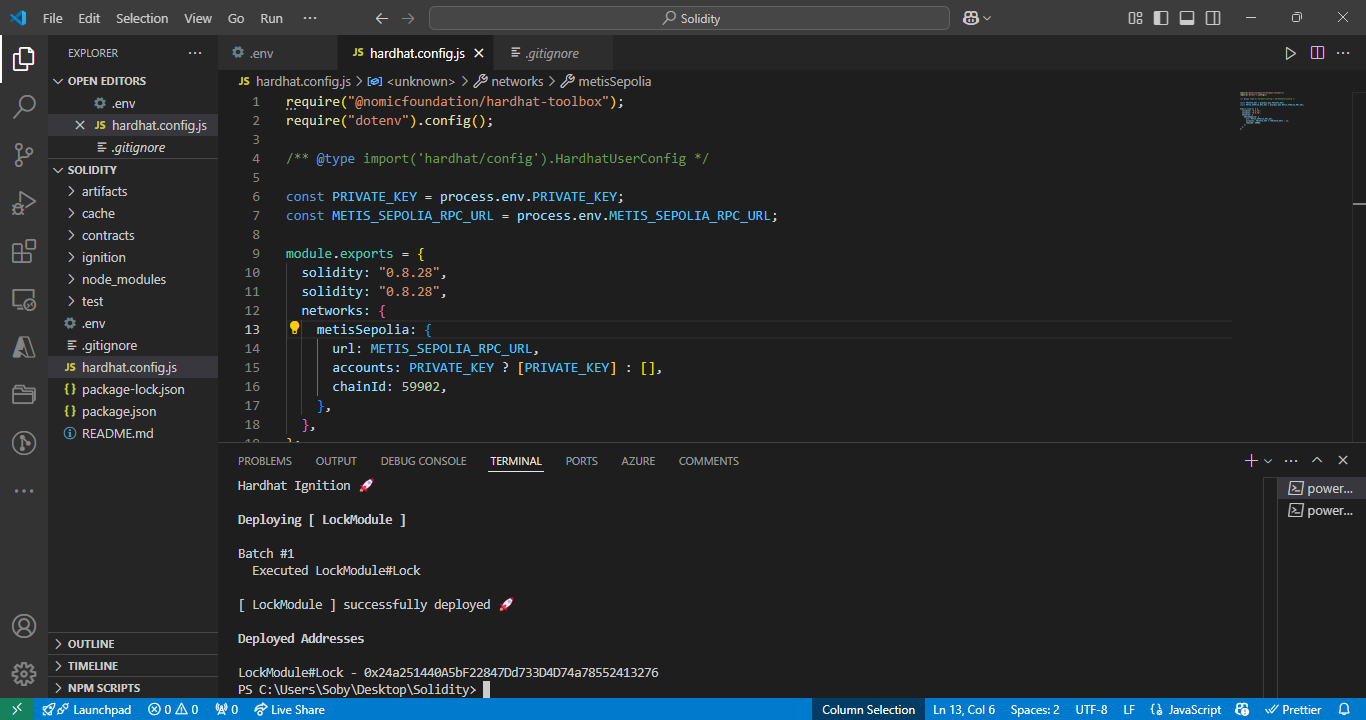 File Edit Selection View Go Run ··· Solidity
EXPLORER ···
OPEN EDITORS
.env
hardhat.config.js
.gitignore
SOLIDITY
artifacts
cache
contracts
ignition
node_modules
test
.env
.gitignore
JS hardhat.config.js
{} package-lock.json
{} package.json
README.md
OUTLINE
TIMELINE
NPM SCRIPTS
.env
JS hardhat.config.js
.gitignore
JS hardhat.config.js > <unknown> > networks > metisSepolia
1 require("@nomicfoundation/hardhat-toolbox");
2 require("dotenv").config();
3
4 /** @type import('hardhat/config').HardhatUserConfig */
5
6 const PRIVATE_KEY = process.env.PRIVATE_KEY;
7 const METIS_SEPOLIA_RPC_URL = process.env.METIS_SEPOLIA_RPC_URL;
8
9 module.exports = {
10 solidity: "0.8.28",
11 solidity: "0.8.28",
12 networks: {
13 metisSepolia: {
14 url: METIS_SEPOLIA_RPC_URL,
15 accounts: PRIVATE_KEY ? [PRIVATE_KEY] : [],
16 chainId: 59902,
17 },
18 },
PROBLEMS OUTPUT DEBUG CONSOLE TERMINAL PORTS AZURE COMMENTS
Hardhat Ignition 🚀
Deploying [ LockModule ]
Batch #1
Executed LockModule#Lock
[ LockModule ] successfully deployed 🚀
Deployed Addresses
LockModule#Lock - 0x24a251440A5bF22847Dd733D4D74a78552413276
PS C:\Users\Soby\Desktop\Solidity>
power...
power...
Launchpad 0 0 0 Live Share Column Selection Ln 13, Col 6 Spaces: 2 UTF-8 LF {} JavaScript Prettier